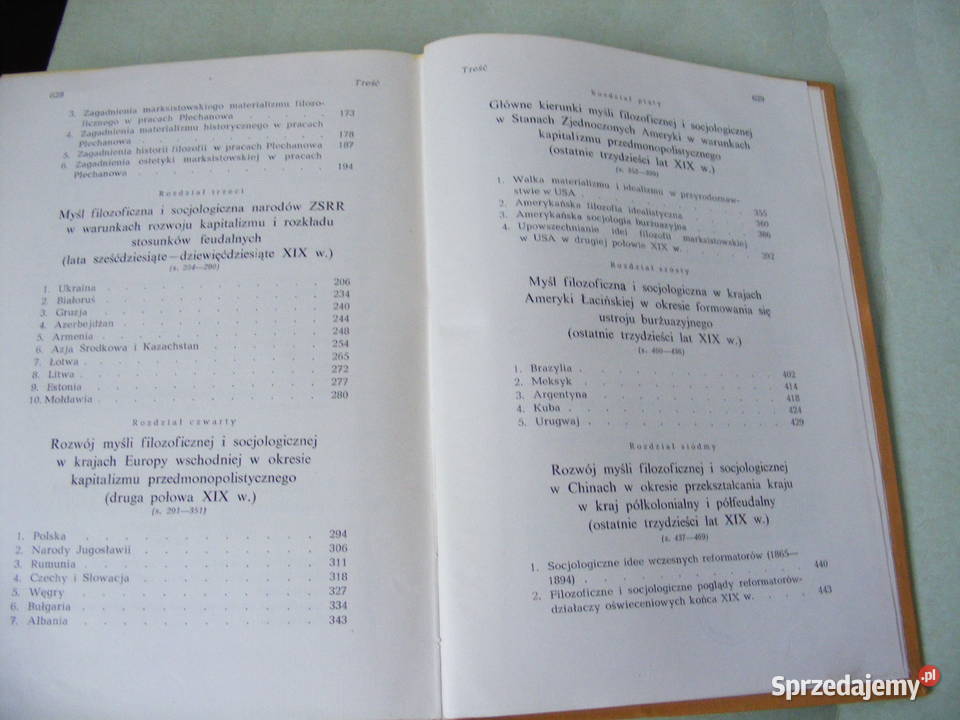 628
Treść
3. Zagadnienia marksistowskiego materializmu filozo-
ficznego w pracach Plechanowa . . . . . . . 173
4. Zagadnienia materializmu historycznego w pracach
Plechanowa . . . . . . . . . . . . 178
5. Zagadnienia historii filozofii w pracach Plechanowa 187
6. Zagadnienia estetyki marksistowskiej w pracach
Plechanowa . . . . . . . . . . . . 194
Rozdział trzeci
Myśl filozoficzna i socjologiczna narodów ZSRR
w warunkach rozwoju kapitalizmu i rozkładu
stosunków feudalnych
(lata sześćdziesiąte—dziewięćdziesiąte XIX w.)
(s. 204—290)
1. Ukraina . . . . . . . . . . . . 206
2. Białoruś . . . . . . . . . . . . 234
3. Gruzja . . . . . . . . . . . . 240
4. Azerbejdżan . . . . . . . . . . . 244
5. Armenia . . . . . . . . . . . . 248
6. Azja Środkowa i Kazachstan . . . . . . . 254
7. Łotwa . . . . . . . . . . . . 265
8. Litwa . . . . . . . . . . . . 272
9. Estonia . . . . . . . . . . . . 277
10. Mołdawia . . . . . . . . . . . . 280
Rozdział czwarty
Rozwój myśli filozoficznej i socjologicznej
w krajach Europy wschodniej w okresie
kapitalizmu przedmonopolistycznego
(druga połowa XIX w.)
(s. 291—351)
1. Polska . . . . . . . . . . . . 294
2. Narody Jugosławii . . . . . . . . . 306
3. Rumunia . . . . . . . . . . . . 311
4. Czechy i Słowacja . . . . . . . . . 318
5. Węgry . . . . . . . . . . . . 327
6. Bułgaria . . . . . . . . . . . . 334
7. Albania . . . . . . . . . . . . 343
Treść
629
Rozdział piąty
Główne kierunki myśli filozoficznej i socjologicznej
w Stanach Zjednoczonych Ameryki w warunkach
kapitalizmu przedmonopolistycznego
(ostatnie trzydzieści lat XIX w.)
(s. 352—399)
1. Walka materializmu i idealizmu w przyrodoznaw-
stwie w USA . . . . . . . . . . . 355
2. Amerykańska filozofia idealistyczna . . . . . 360
3. Amerykańska socjologia burżuazyjna . . . . . 386
4. Upowszechnianie idei filozofii marksistowskiej
w USA w drugiej połowie XIX w. . . . . . . 392
Rozdział szósty
Myśl filozoficzna i socjologiczna w krajach
Ameryki Łacińskiej w okresie formowania się
ustroju burżuazyjnego
(ostatnie trzydzieści lat XIX w.)
(s. 400—436)
1. Brazylia . . . . . . . . . . . . 402
2. Meksyk . . . . . . . . . . . . 414
3. Argentyna . . . . . . . . . . . . 418
4. Kuba . . . . . . . . . . . . 424
5. Urugwaj . . . . . . . . . . . . 429
Rozdział siódmy
Rozwój myśli filozoficznej i socjologicznej
w Chinach w okresie przekształcania kraju
w kraj półkolonialny i półfeudalny
(ostatnie trzydzieści lat XIX w.)
(s. 437—469)
1. Socjologiczne idee wczesnych reformatorów (1865—
1894) . . . . . . . . . . . . 440
2. Filozoficzne i socjologiczne poglądy reformatorów-
działaczy oświeceniowych końca XIX w. . . . . 443
Sprzedajemy.pl